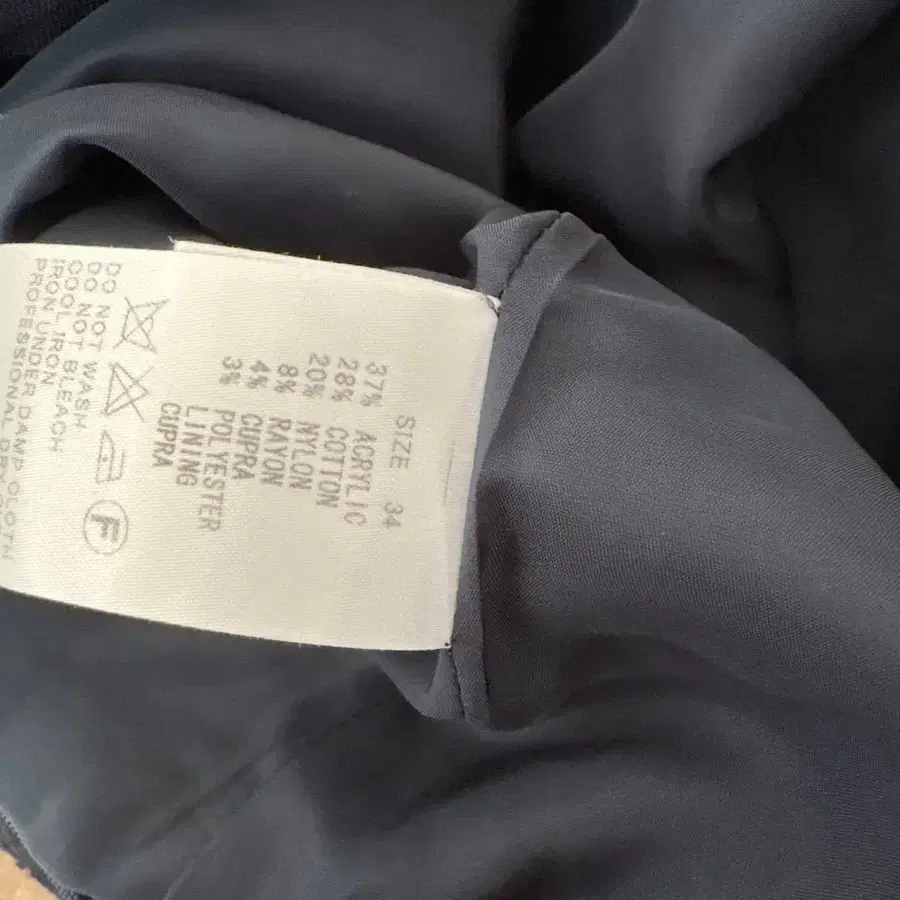 SIZE 34
37% ACRYLIC
28% COTTON
20% NYLON
8% RAYON
4% CUPRA
3% POLYESTER
LINING
CUPRA
F
DO NOT WASH
DO NOT BLEACH
COOL IRON
IRON UNDER DAMP CLOTH
PROFESSIONAL DRY